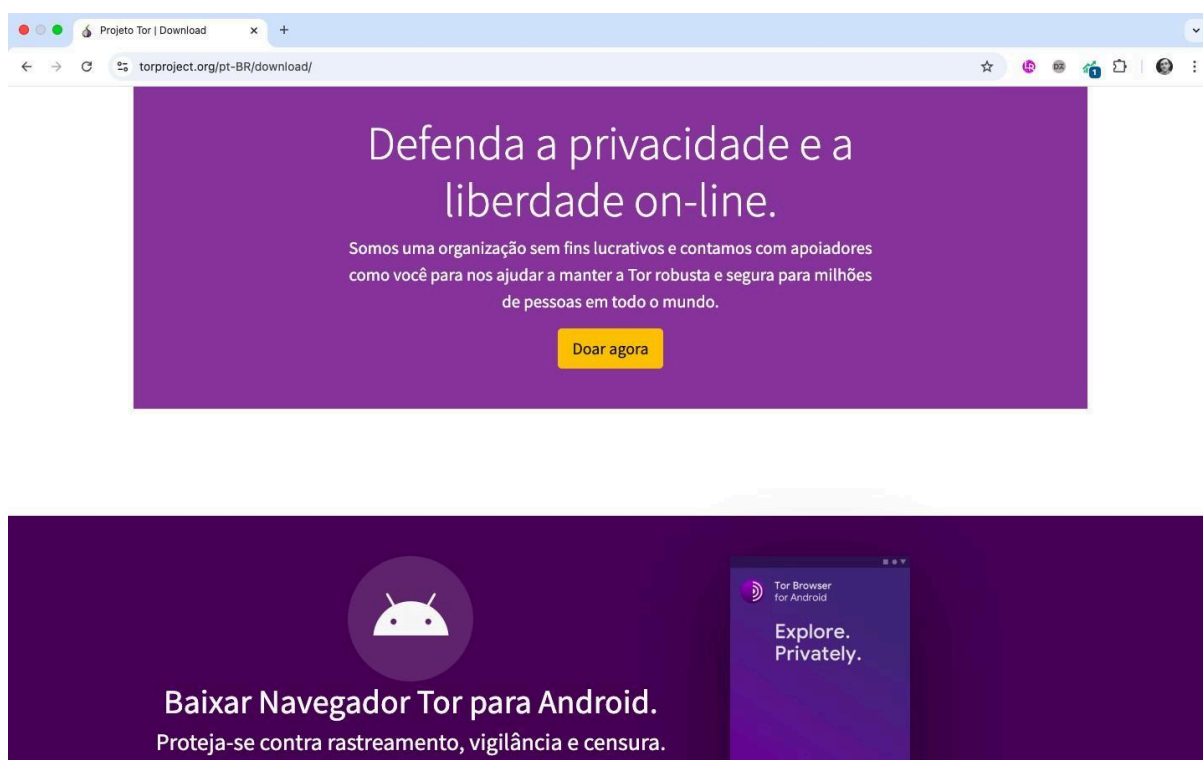 Projeto Tor | Download
torproject.org/pt-BR/download/
LR
DZ
1
Defenda a privacidade e a
liberdade on-line.
Somos uma organização sem fins lucrativos e contamos com apoiadores
como você para nos ajudar a manter a Tor robusta e segura para milhões
de pessoas em todo o mundo.
Doar agora
Tor Browser
for Android
Explore.
Privately.
Baixar Navegador Tor para Android.
Proteja-se contra rastreamento, vigilância e censura.